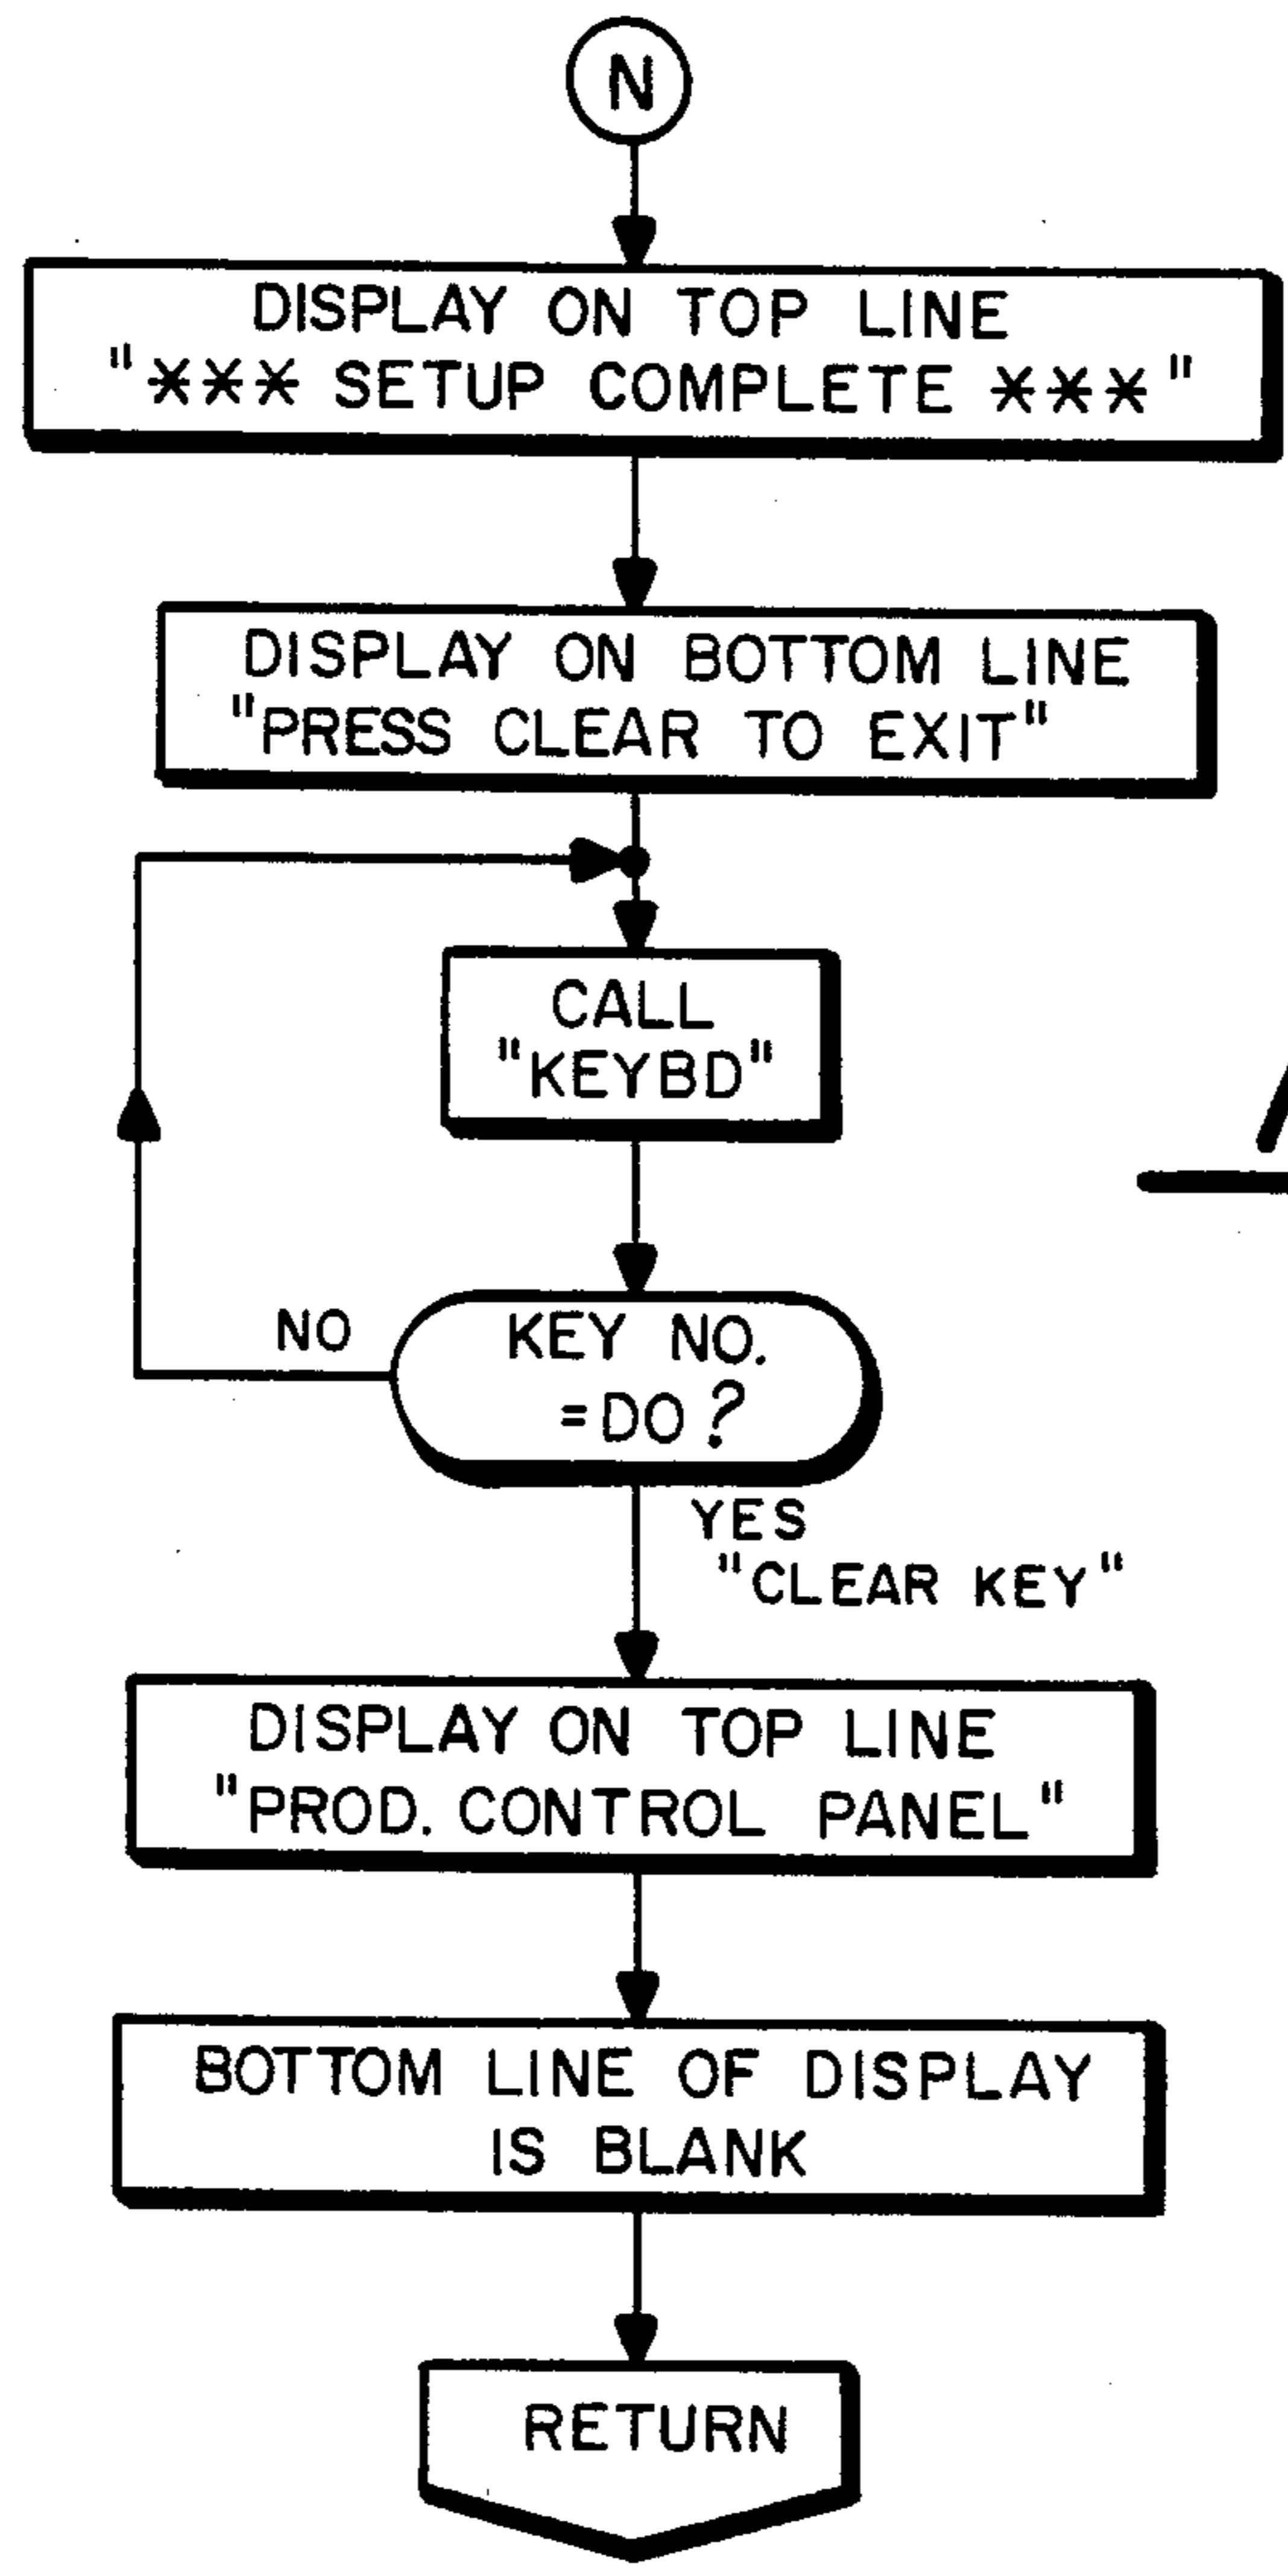 N
DISPLAY ON TOP LINE
"*** SETUP COMPLETE ***"
DISPLAY ON BOTTOM LINE
"PRESS CLEAR TO EXIT"
CALL
"KEYBD"
NO
KEY NO.
=DO?
YES
"CLEAR KEY"
DISPLAY ON TOP LINE
"PROD. CONTROL PANEL"
BOTTOM LINE OF DISPLAY
IS BLANK
RETURN